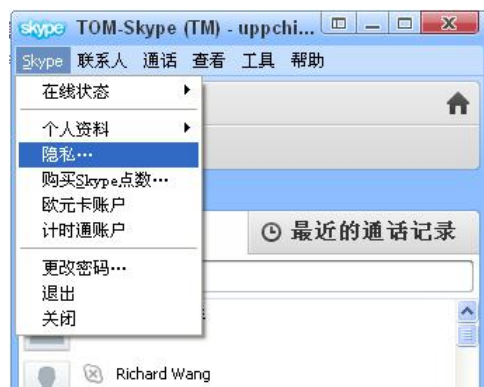 skype TOM-Skype (TM) - uppchi...
Skype 联系人 通话 查看 工具 帮助
在线状态
个人资料
隐私…
购买Skype点数…
欧元卡账户
计时通账户
最近的通话记录
更改密码…
退出
关闭
Richard Wang